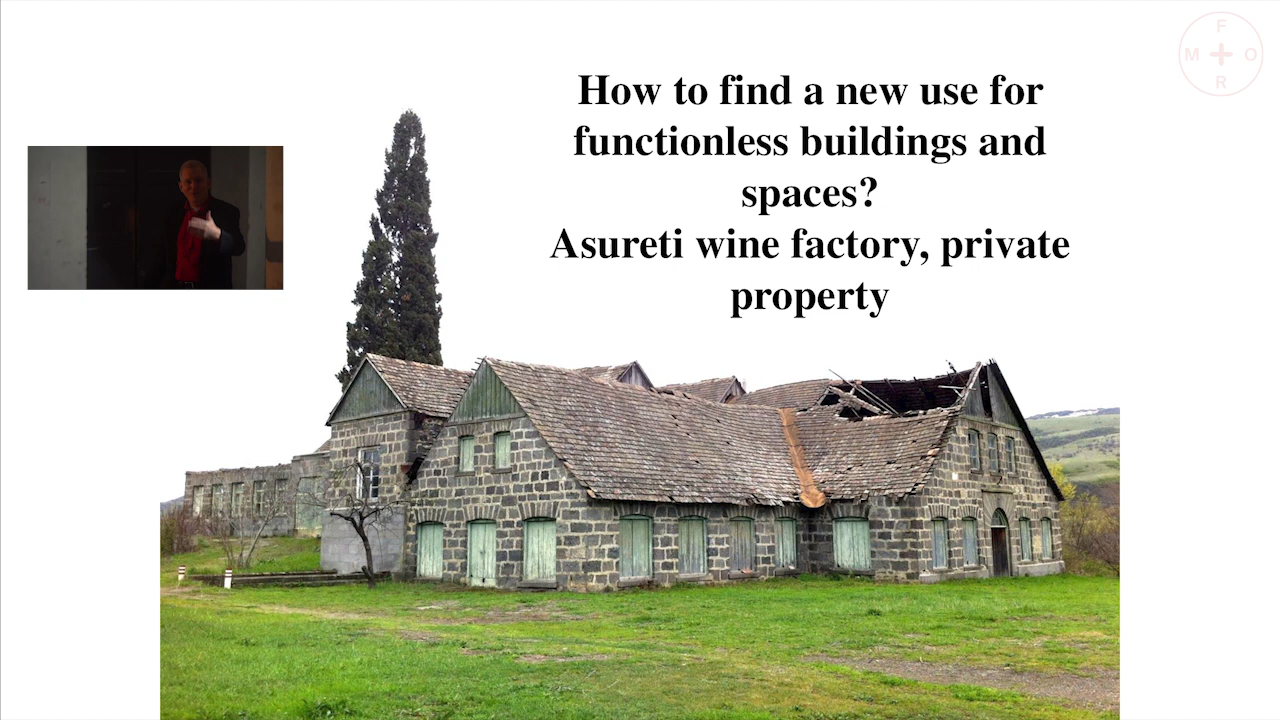 How to find a new use for
functionless buildings and
spaces?
Asureti wine factory, private
property
F
M + O
R